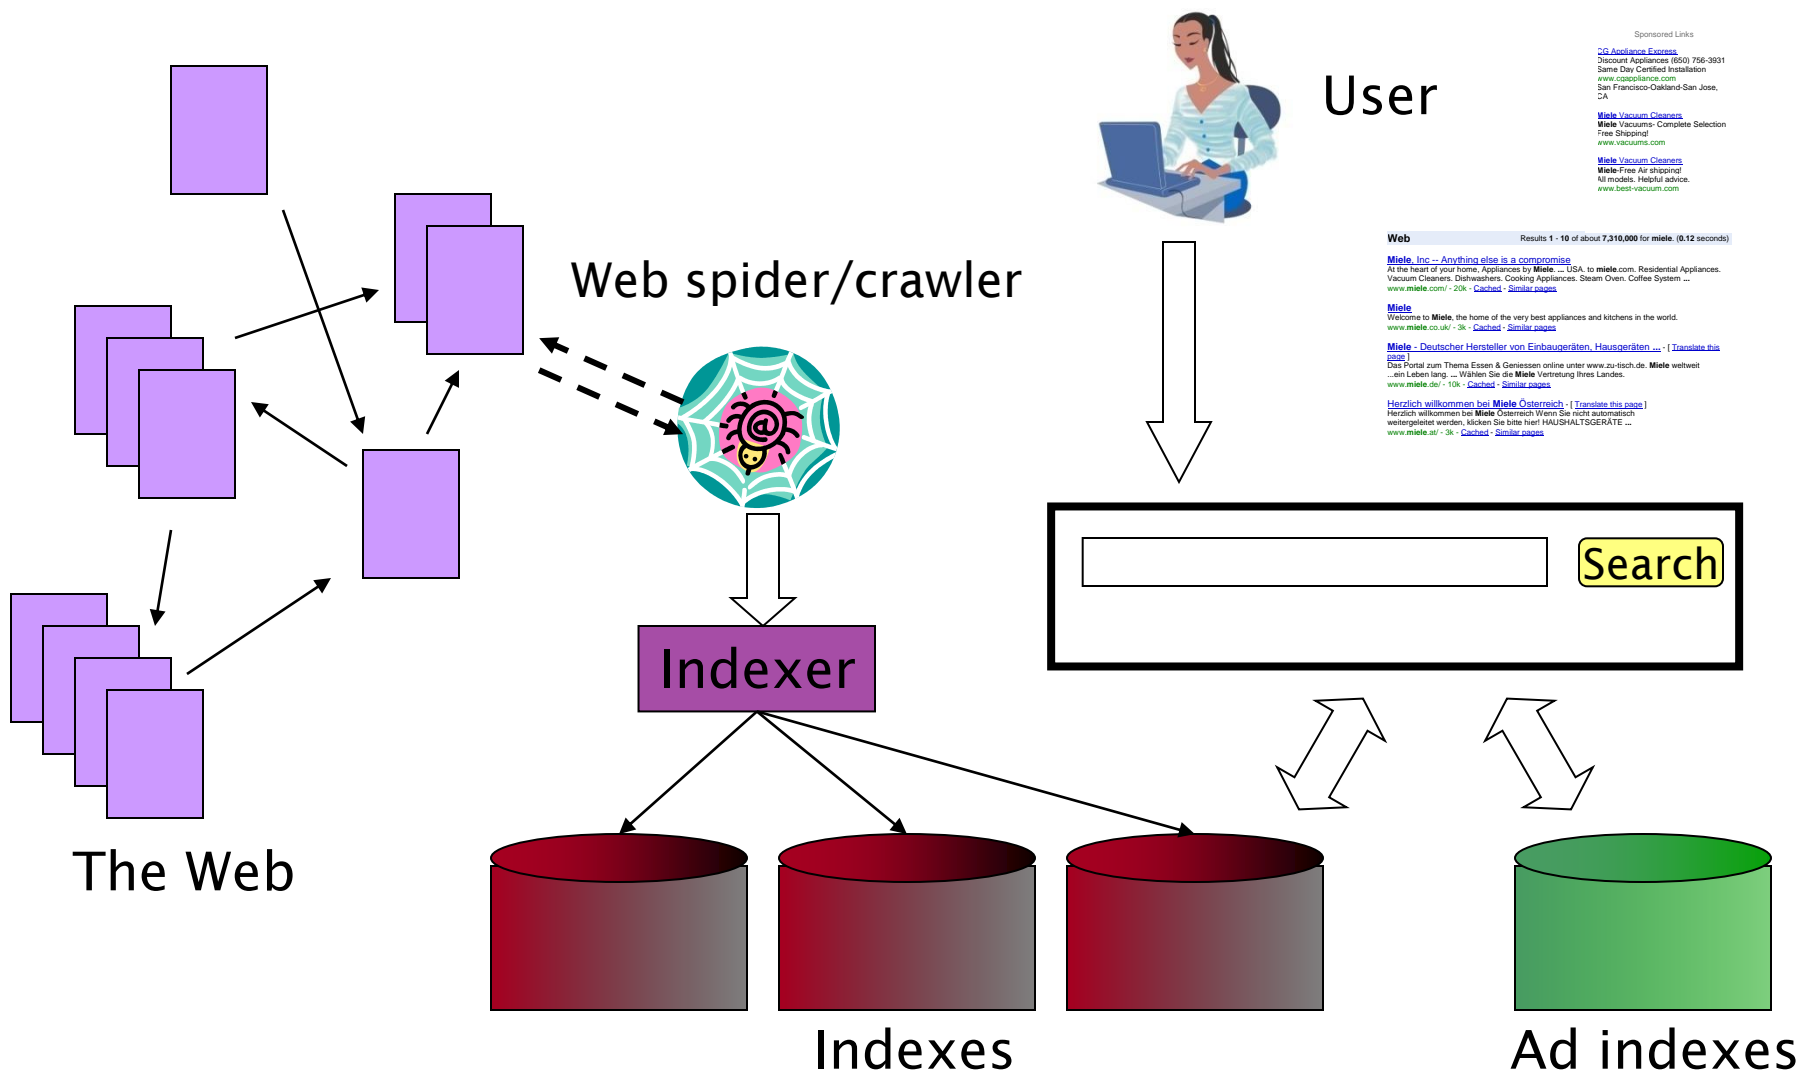 User
Sponsored Links
CG Appliance Express
Discount Appliances (650) 756-3931
Same Day Certified Installation
www.cgappliance.com
San Francisco-Oakland-San Jose,
CA
Miele Vacuum Cleaners
Miele Vacuums- Complete Selection
Free Shipping!
www.vacuums.com
Miele Vacuum Cleaners
Miele-Free Air shipping!
All models. Helpful advice.
www.best-vacuum.com
Web Results 1 - 10 of about 7,310,000 for miele. (0.12 seconds)
Miele, Inc -- Anything else is a compromise
At the heart of your home, Appliances by Miele. ... USA. to miele.com. Residential Appliances.
Vacuum Cleaners. Dishwashers. Cooking Appliances. Steam Oven. Coffee System ...
www.miele.com/ - 20k - Cached - Similar pages
Miele
Welcome to Miele, the home of the very best appliances and kitchens in the world.
www.miele.co.uk/ - 3k - Cached - Similar pages
Miele - Deutscher Hersteller von Einbaugeräten, Hausgeräten ... - [ Translate this
page ]
Das Portal zum Thema Essen & Geniessen online unter www.zu-tisch.de. Miele weltweit
...ein Leben lang. ... Wählen Sie die Miele Vertretung Ihres Landes.
www.miele.de/ - 10k - Cached - Similar pages
Herzlich willkommen bei Miele Österreich - [ Translate this page ]
Herzlich willkommen bei Miele Österreich Wenn Sie nicht automatisch
weitergeleitet werden, klicken Sie bitte hier! HAUSHALTSGERÄTE ...
www.miele.at/ - 3k - Cached - Similar pages
Web spider/crawler
Search
Indexer
The Web
Indexes
Ad indexes